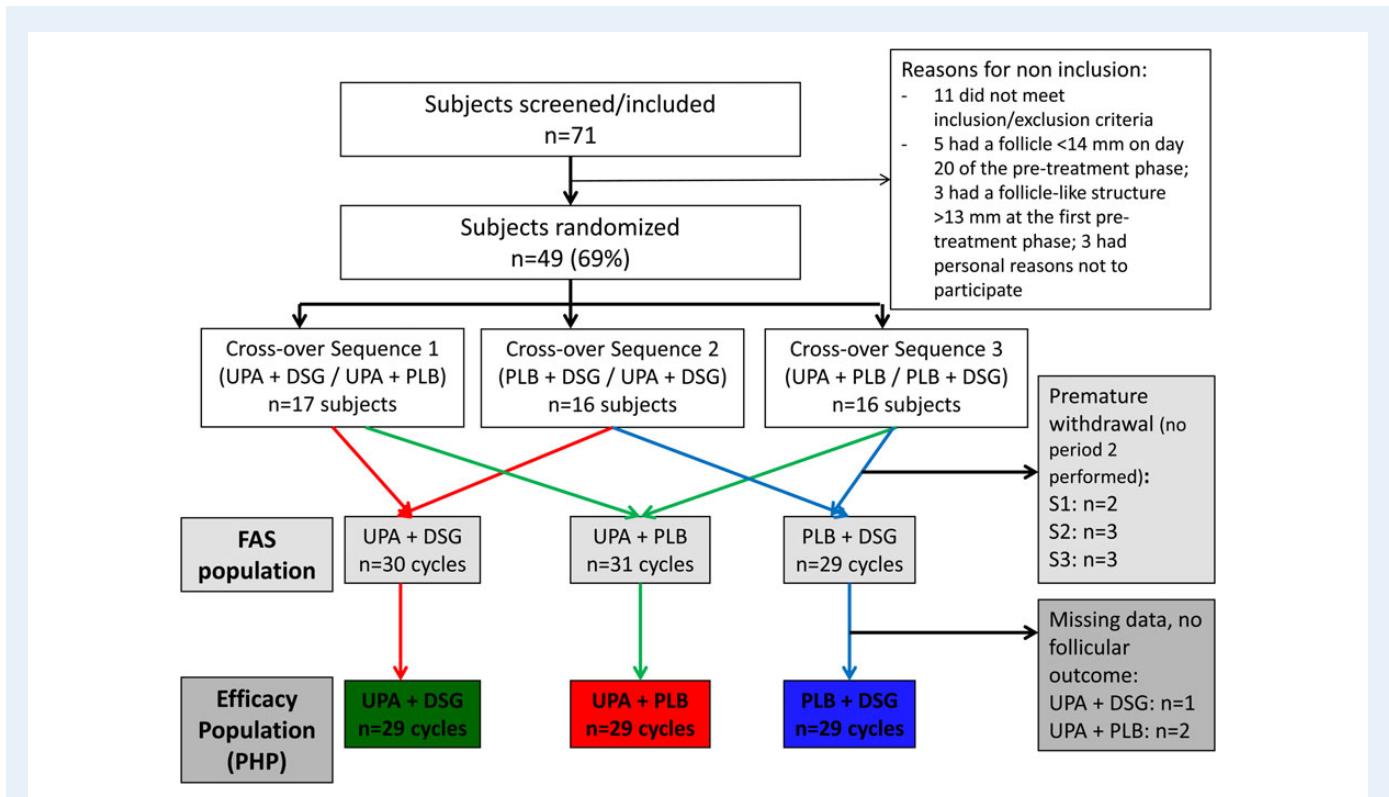 Subjects screened/included
n=71
Reasons for non inclusion:
- 11 did not meet
inclusion/exclusion criteria
- 5 had a follicle <14 mm on day
20 of the pre-treatment phase;
3 had a follicle-like structure
>13 mm at the first pre-
treatment phase; 3 had
personal reasons not to
participate
Subjects randomized
n=49 (69%)
Cross-over Sequence 1
(UPA + DSG / UPA + PLB)
n=17 subjects
Cross-over Sequence 2
(PLB + DSG / UPA + DSG)
n=16 subjects
Cross-over Sequence 3
(UPA + PLB / PLB + DSG)
n=16 subjects
Premature
withdrawal (no
period 2
performed):
S1: n=2
S2: n=3
S3: n=3
FAS
population
UPA + DSG
n=30 cycles
UPA + PLB
n=31 cycles
PLB + DSG
n=29 cycles
Missing data, no
follicular
outcome:
UPA + DSG: n=1
UPA + PLB: n=2
Efficacy
Population
(PHP)
UPA + DSG
n=29 cycles
UPA + PLB
n=29 cycles
PLB + DSG
n=29 cycles